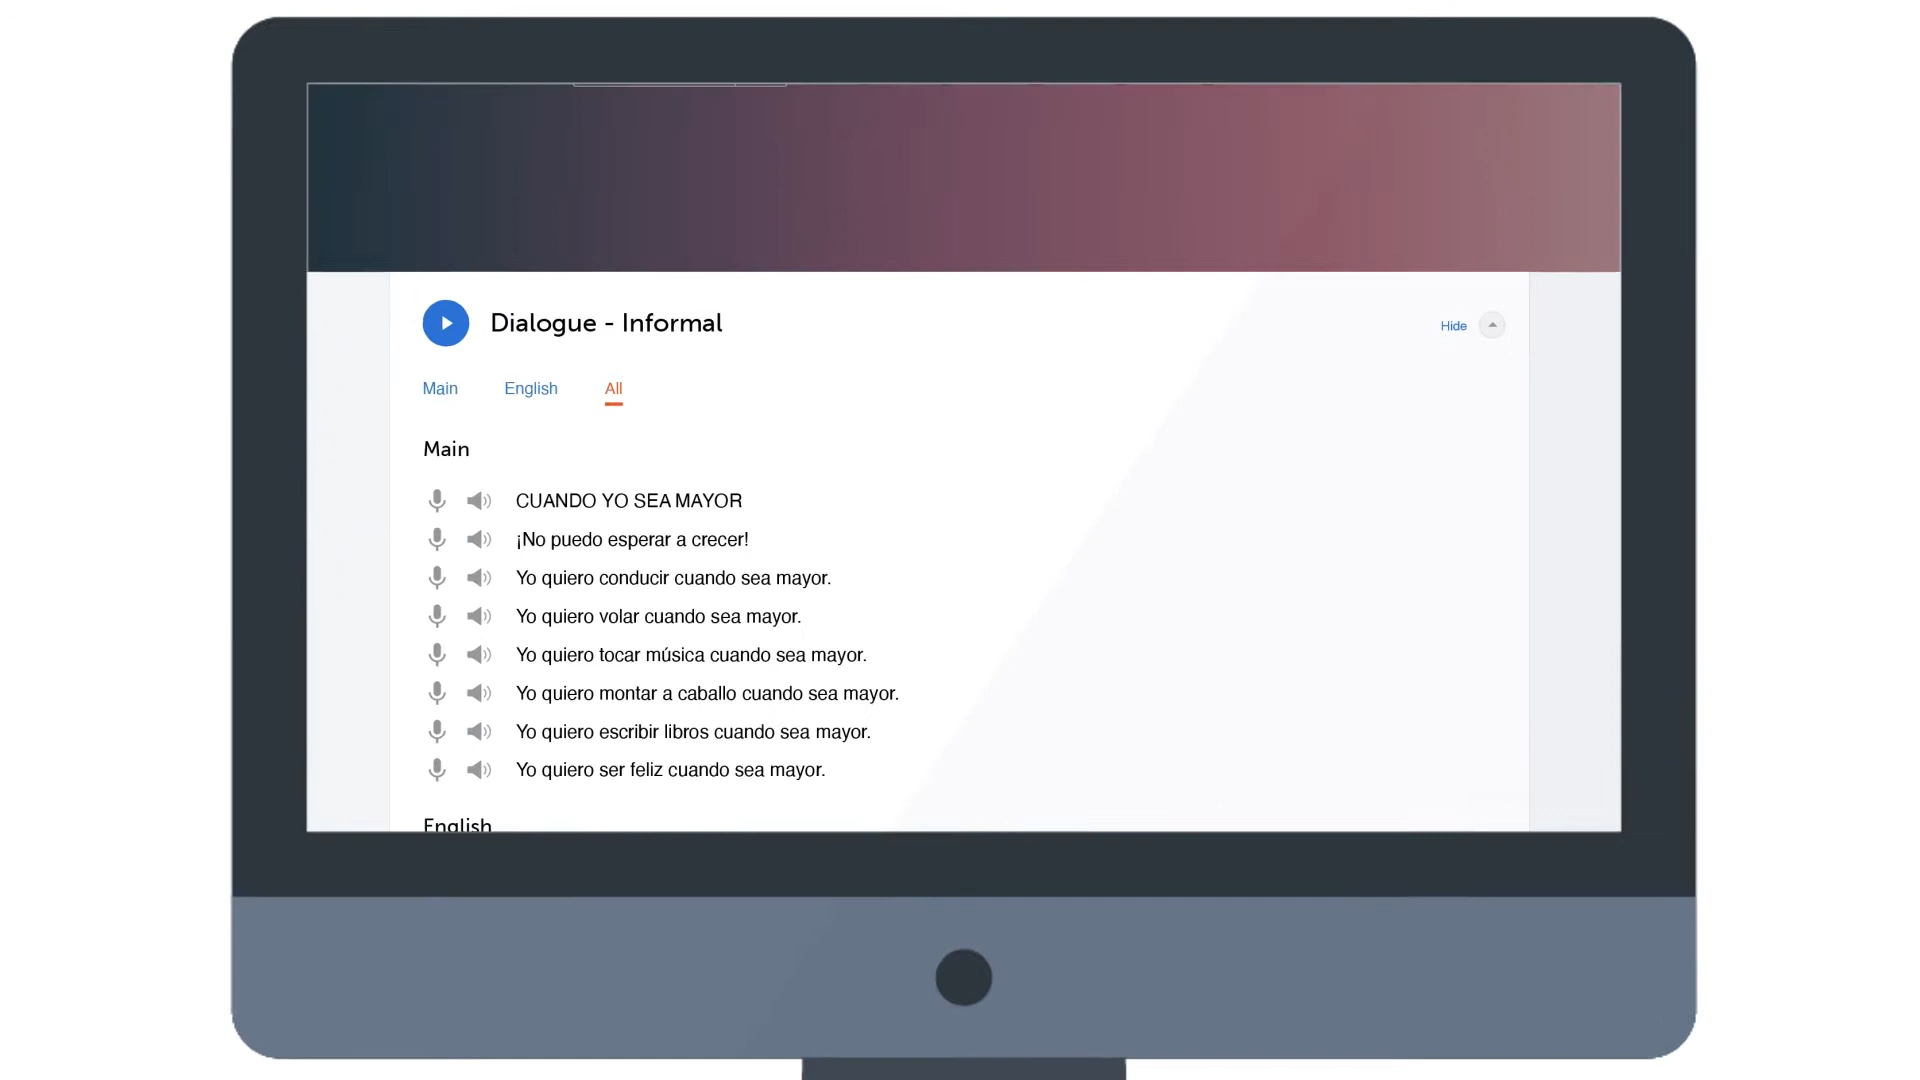 Dialogue - Informal
Hide
Main English All
Main
CUANDO YO SEA MAYOR
¡No puedo esperar a crecer!
Yo quiero conducir cuando sea mayor.
Yo quiero volar cuando sea mayor.
Yo quiero tocar música cuando sea mayor.
Yo quiero montar a caballo cuando sea mayor.
Yo quiero escribir libros cuando sea mayor.
Yo quiero ser feliz cuando sea mayor.
English